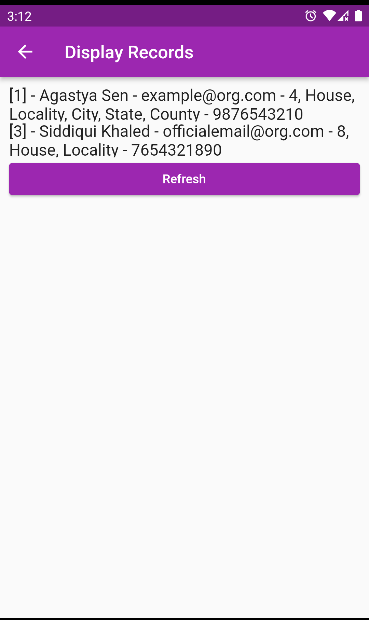 3:12
Display Records
[1] - Agastya Sen - example@org.com - 4, House,
Locality, City, State, County - 9876543210
[3] - Siddiqui Khaled - officialemail@org.com - 8,
House, Locality - 7654321890
Refresh